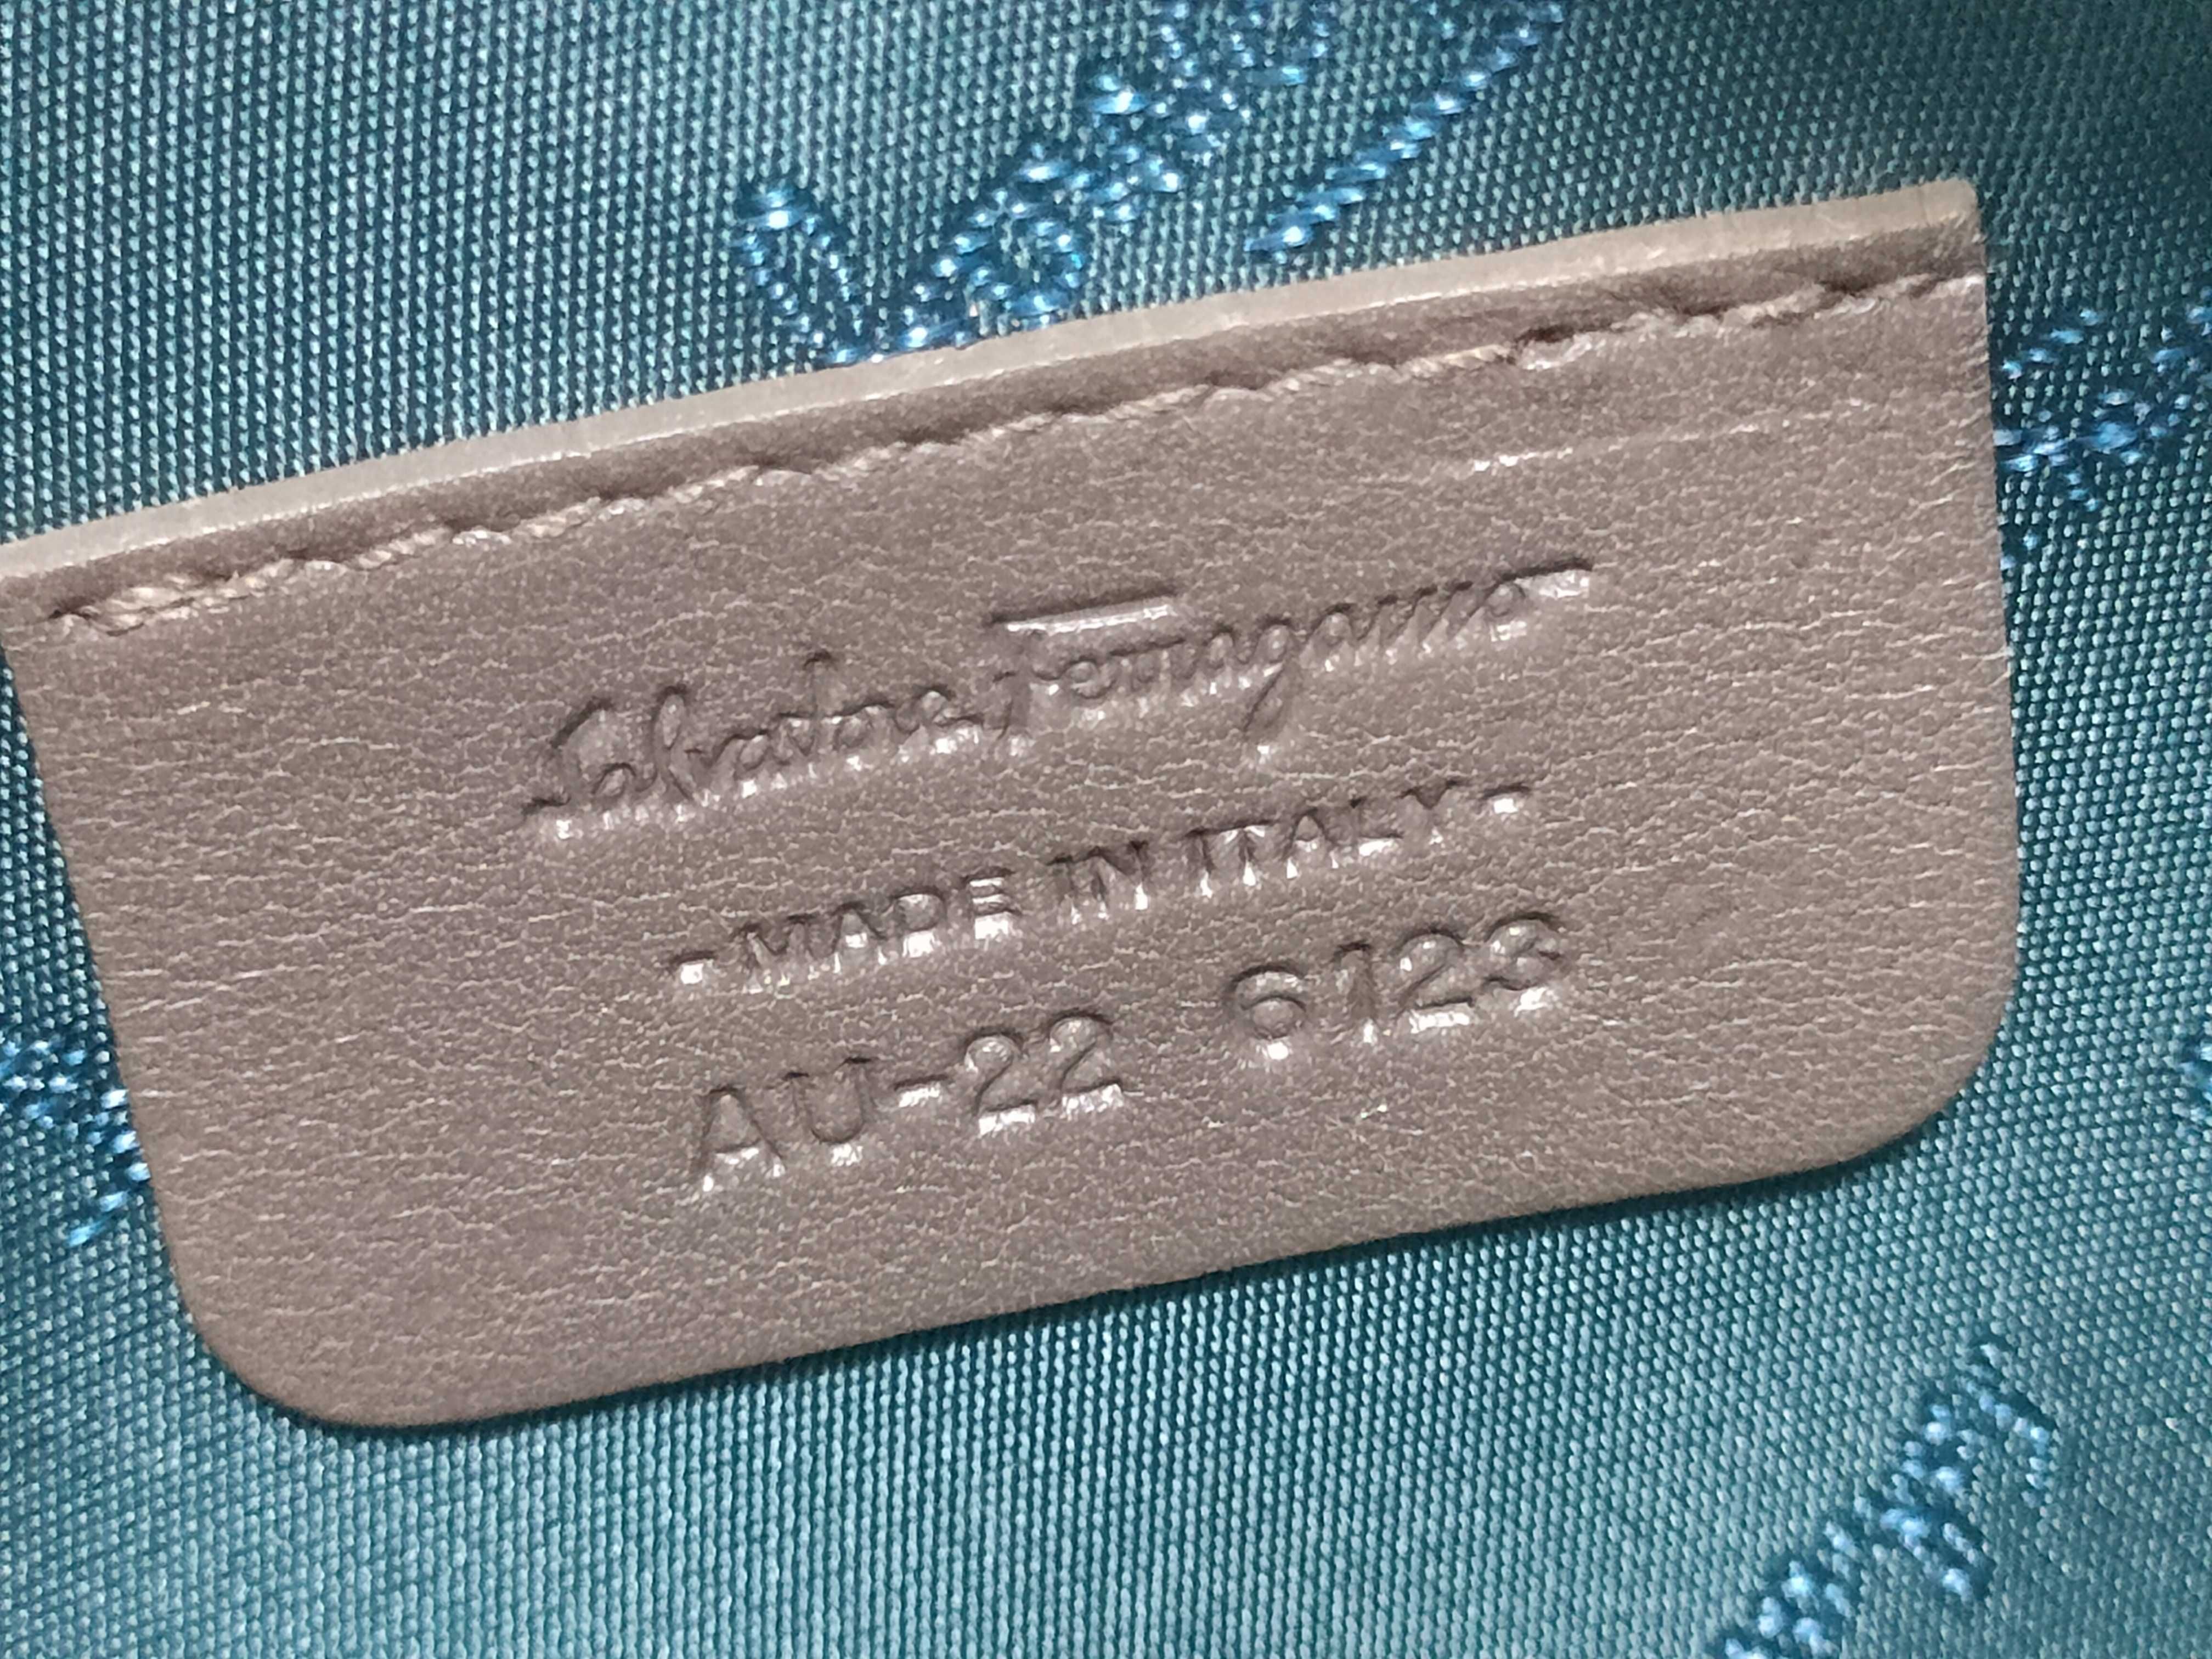 Salvatore Ferragamo
-MADE IN ITALY-
AU-22 6123